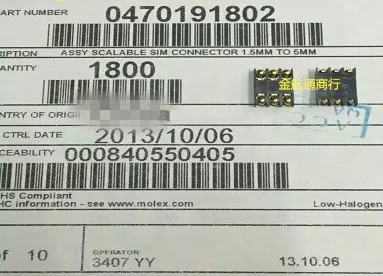 ART NUMBER 0470191802
RIPTION ASSY SCALABLE SIM CONNECTOR 1.5MM TO 5MM
ANTITY 1800
金航通商行
NTRY OF ORIGI
CTRL DATE 2013/10/06
CEABILITY 000840550405
HS Compliant
HC information - see www.molex.com Low-Halogen
of 10
OPERATOR:
3407 YY
13.10.06